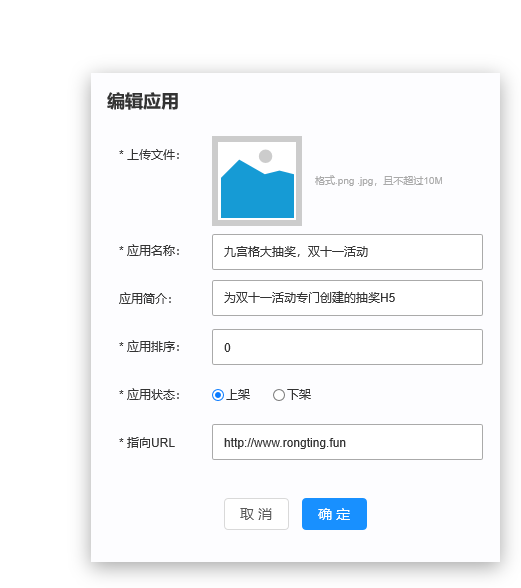 编辑应用
* 上传文件：
格式.png .jpg，且不超过10M
* 应用名称：
九宫格大抽奖，双十一活动
应用简介：
为双十一活动专门创建的抽奖H5
* 应用排序：
0
* 应用状态：
上架 下架
* 指向URL
http://www.rongting.fun
取 消 确 定